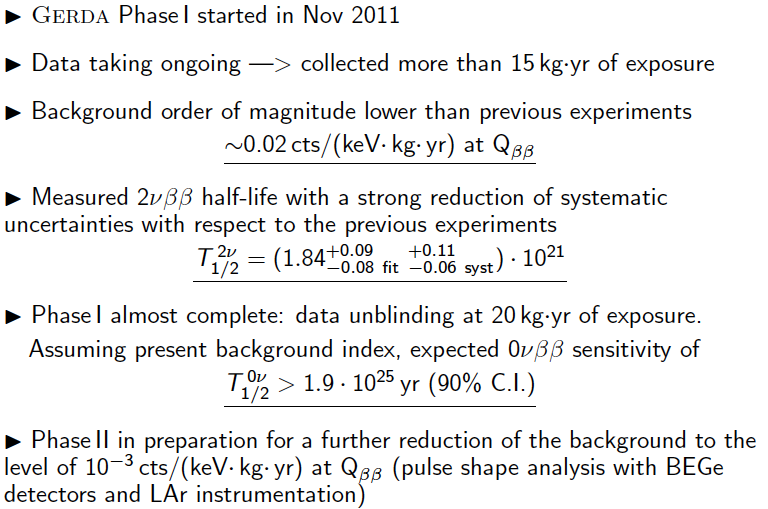 ▶ GERDA Phase I started in Nov 2011
▶ Data taking ongoing —> collected more than 15 kg·yr of exposure
▶ Background order of magnitude lower than previous experiments
∼0.02 cts/(keV· kg· yr) at Q_ββ
▶ Measured 2νββ half-life with a strong reduction of systematic
uncertainties with respect to the previous experiments
T^{2ν}_{1/2} = (1.84^{+0.09}_{−0.08 fit} ^{+0.11}_{−0.06 syst}) · 10^{21}
▶ Phase I almost complete: data unblinding at 20 kg·yr of exposure.
Assuming present background index, expected 0νββ sensitivity of
T^{0ν}_{1/2} > 1.9 · 10^{25} yr (90% C.I.)
▶ Phase II in preparation for a further reduction of the background to the
level of 10^{−3} cts/(keV· kg· yr) at Q_ββ (pulse shape analysis with BEGe
detectors and LAr instrumentation)